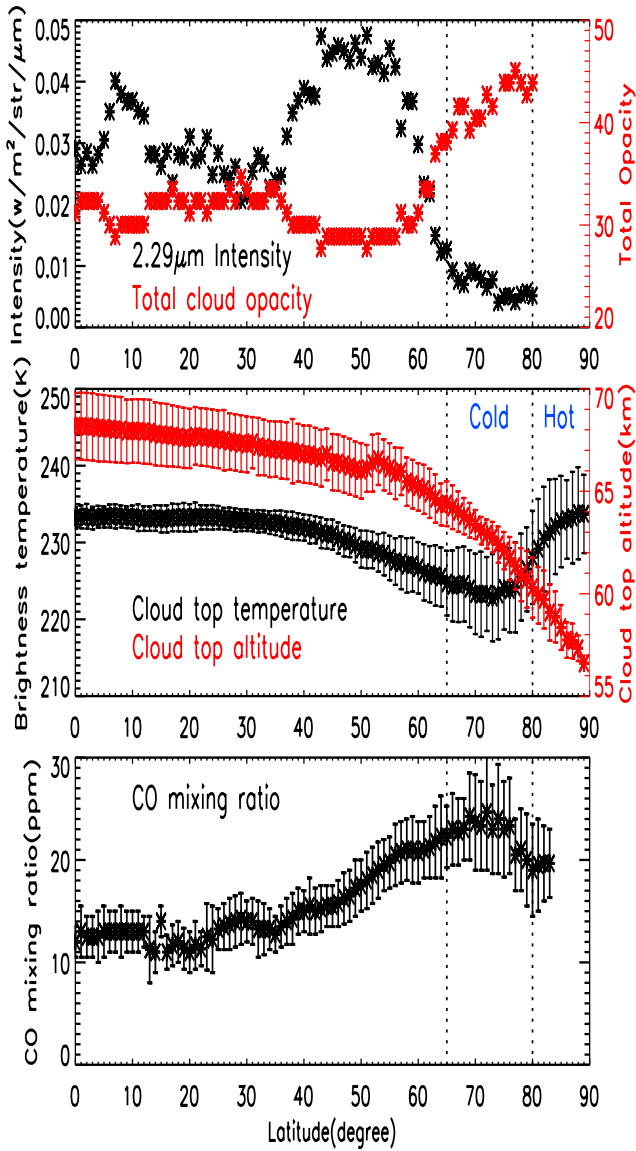 0.05
0.04
0.03
0.02
0.01
0.00
Intensity(w/m²/str/μm)
50
40
30
20
Total Opacity
2.29μm Intensity
Total cloud opacity
0 10 20 30 40 50 60 70 80 90
250
240
230
220
210
Brightness temperature(K)
70
65
60
55
Cloud top altitude(km)
Cold Hot
Cloud top temperature
Cloud top altitude
0 10 20 30 40 50 60 70 80 90
30
20
10
0
CO mixing ratio(ppm)
CO mixing ratio
0 10 20 30 40 50 60 70 80 90
Latitude(degree)